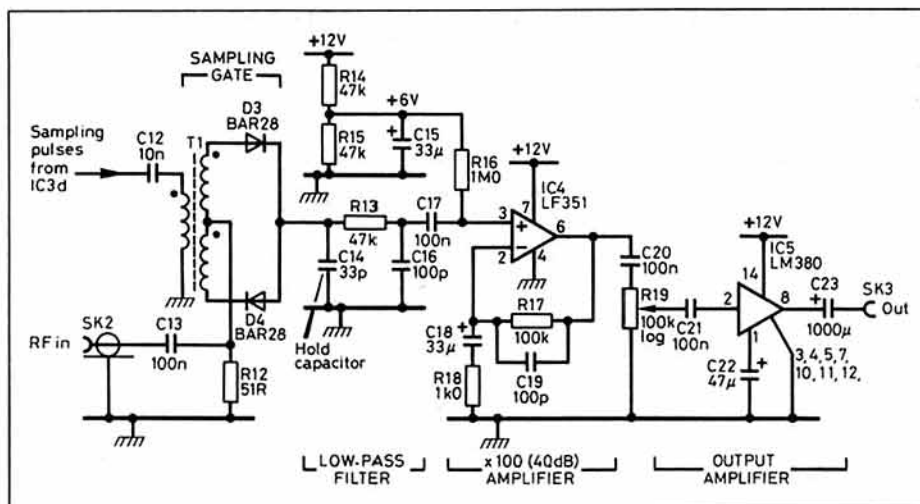 SAMPLING
GATE
+12V
R14
47k
D3
BAR28
+6V
Sampling
pulses
from
IC3d
C12
10n
T1
R15
47k
C15
33µ
R16
1M0
+12V
IC4
LF351
R13
47k
C17
100n
3
7
6
2
4
+12V
IC5
LM380
C14
33p
C16
100p
C20
100n
14
C23
SK3
Out
D4
BAR28
R17
100k
R19
100k
log
C21
100n
2
8
1000µ
1
SK2
C13
RF in
100n
Hold
capacitor
C18
33µ
C19
100p
C22
47µ
3, 4, 5, 7,
10, 11, 12,
R12
51R
R18
1k0
LOW-PASS
FILTER
x 100 (40dB)
AMPLIFIER
OUTPUT
AMPLIFIER